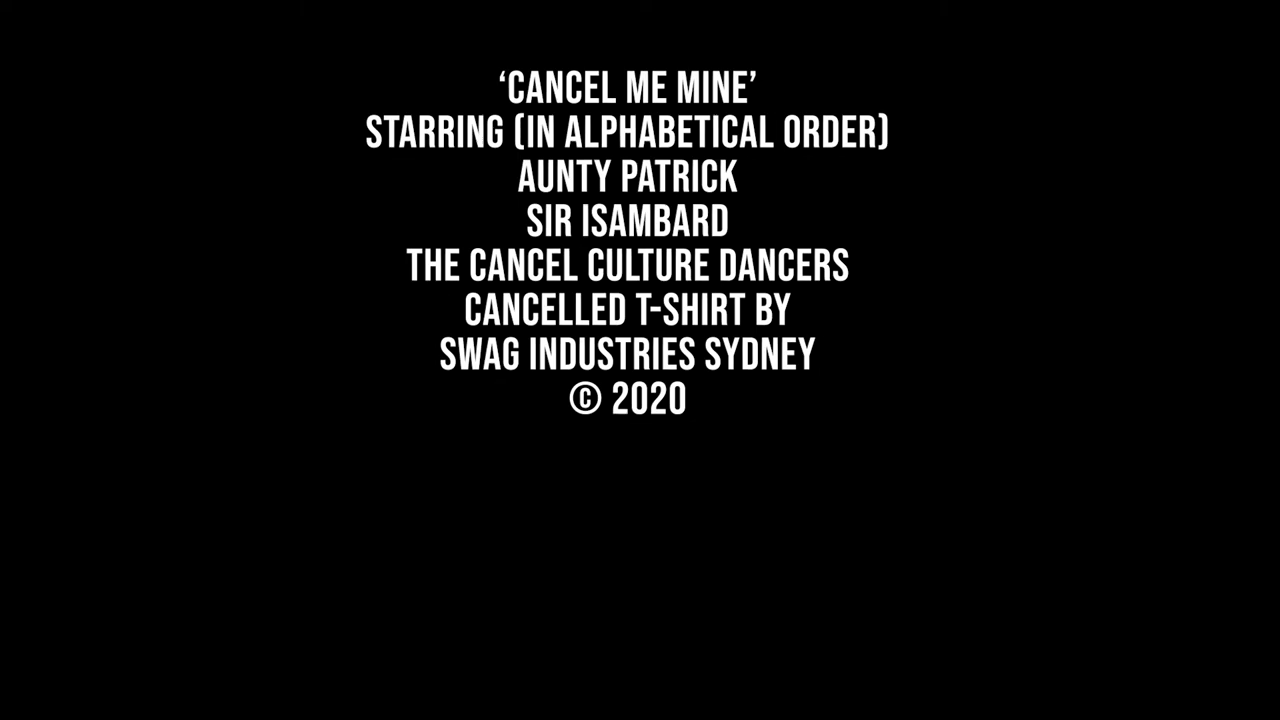 ‘CANCEL ME MINE’
STARRING (IN ALPHABETICAL ORDER)
AUNTY PATRICK
SIR ISAMBARD
THE CANCEL CULTURE DANCERS
CANCELLED T-SHIRT BY
SWAG INDUSTRIES SYDNEY
© 2020